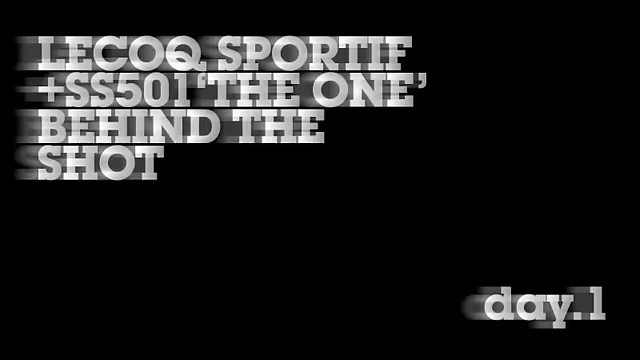 LECOQ SPORTIF
+SS501 ‘THE ONE’
BEHIND THE
SHOT
day.1